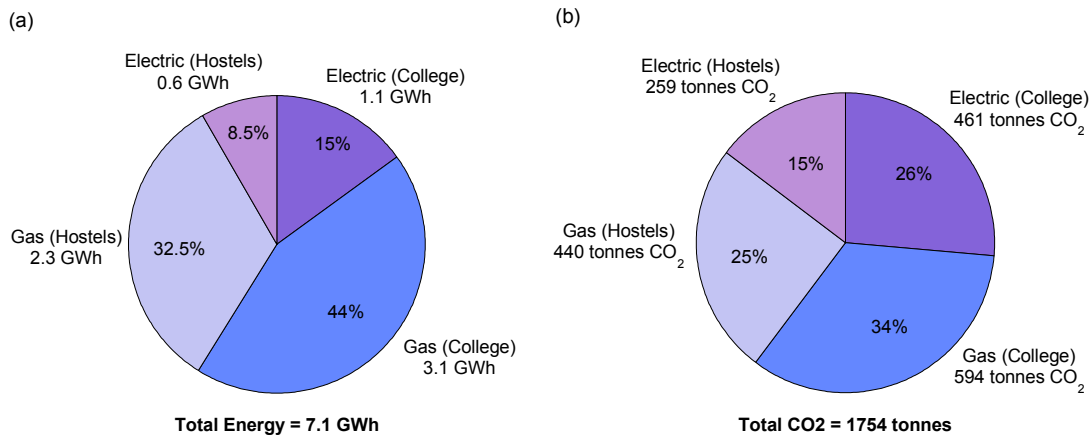 (a)
Electric (Hostels)
0.6 GWh
Electric (College)
1.1 GWh
8.5%
15%
Gas (Hostels)
2.3 GWh
32.5%
44%
Gas (College)
3.1 GWh
Total Energy = 7.1 GWh
(b)
Electric (Hostels)
259 tonnes CO₂
Electric (College)
461 tonnes CO₂
15%
26%
Gas (Hostels)
440 tonnes CO₂
25%
34%
Gas (College)
594 tonnes CO₂
Total CO2 = 1754 tonnes